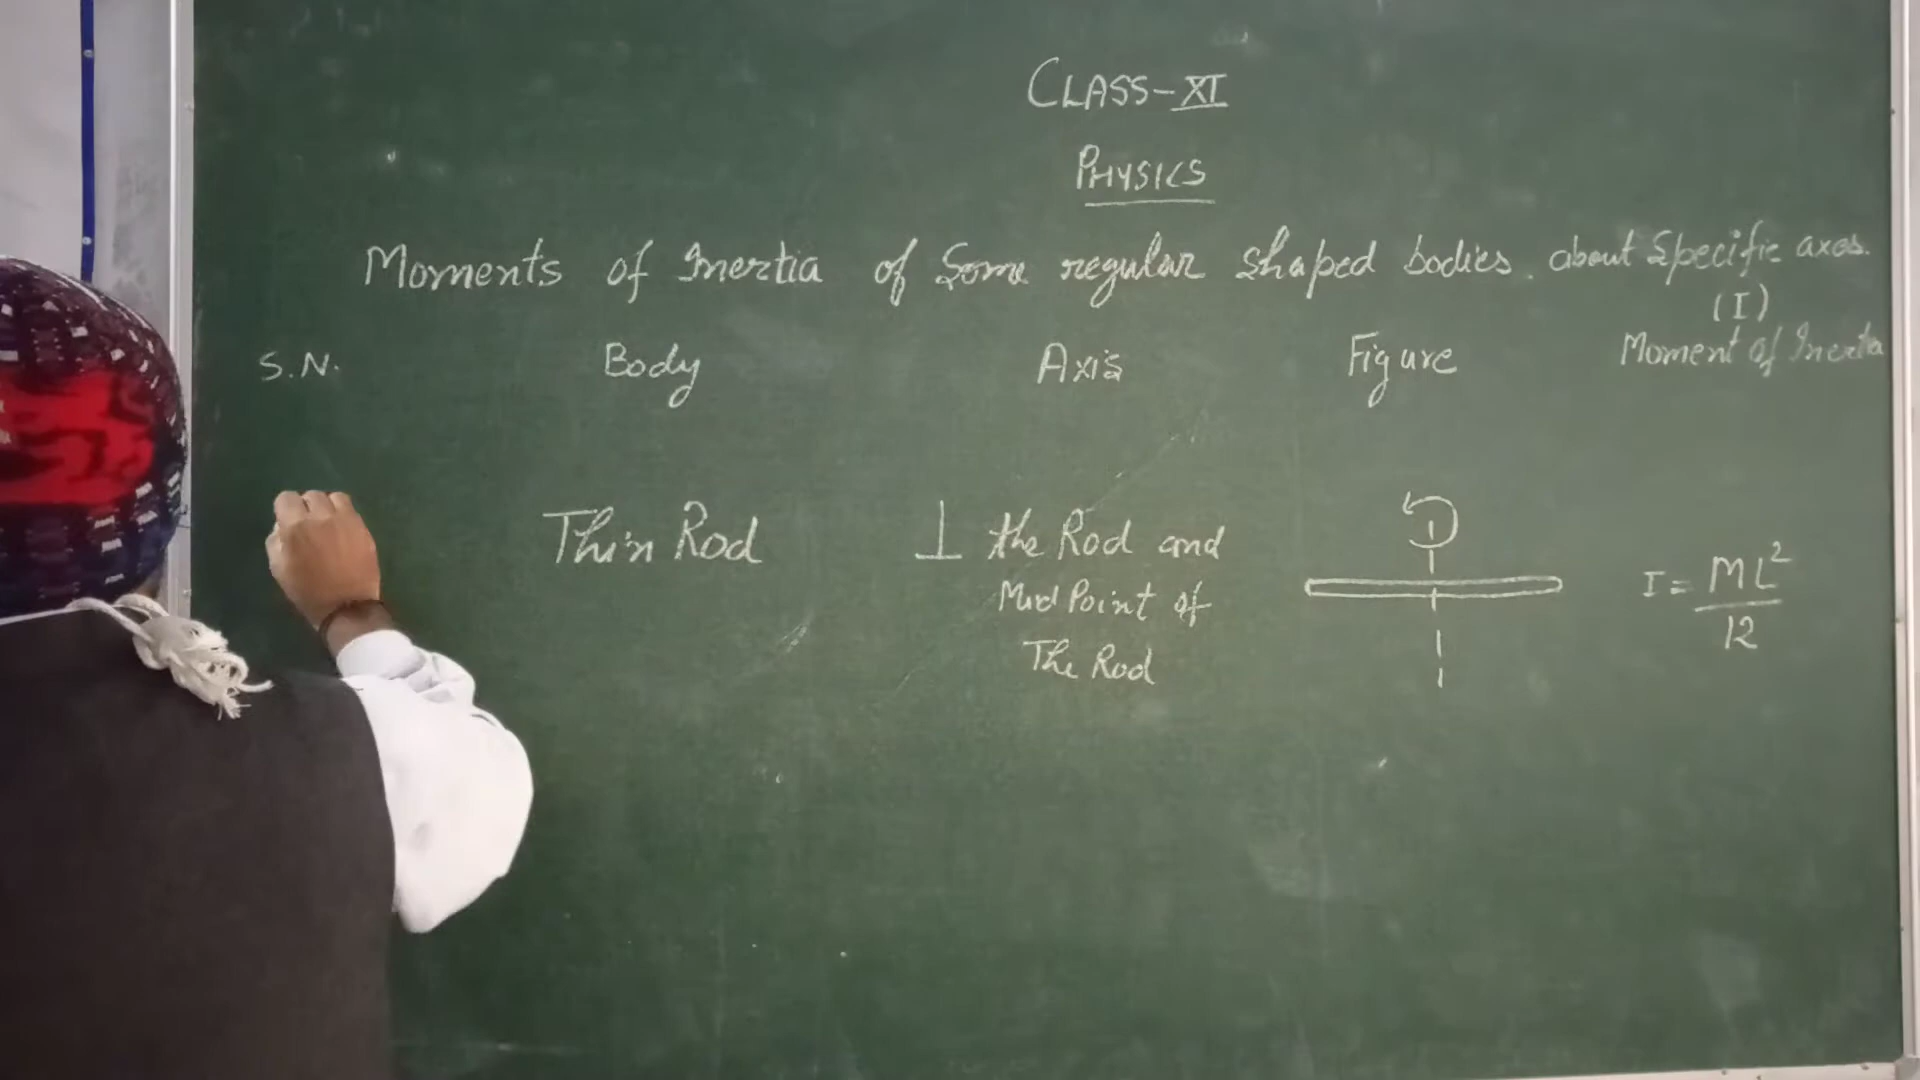 CLASS-XI
PHYSICS
Moments of Inertia of Some regular shaped bodies. about Specific axes.
(I)
S.N. Body Axis Figure Moment of Inertia
Thin Rod ⊥ the Rod and
Mid Point of
The Rod
I = ML²/12